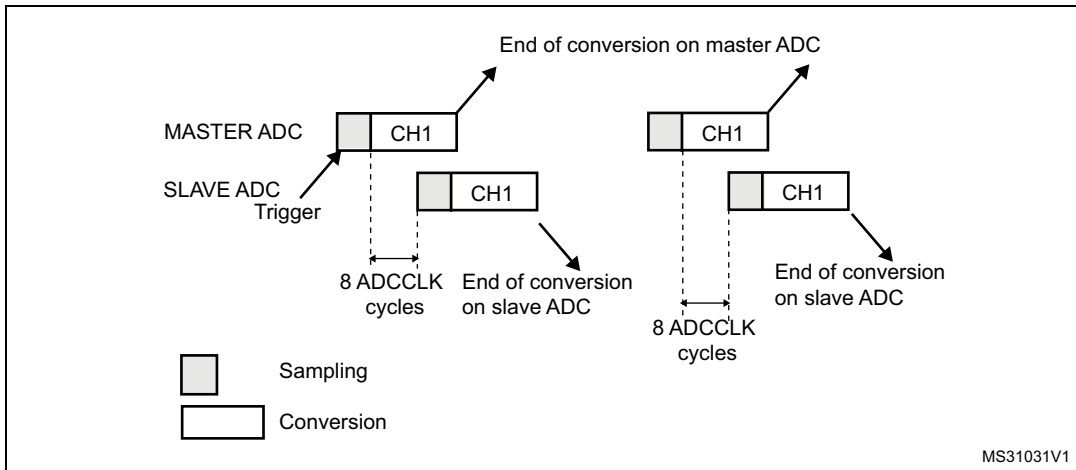 End of conversion on master ADC
MASTER ADC
CH1
CH1
SLAVE ADC
Trigger
CH1
CH1
8 ADCCLK
cycles
End of conversion
on slave ADC
8 ADCCLK
cycles
End of conversion
on slave ADC
Sampling
Conversion
MS31031V1